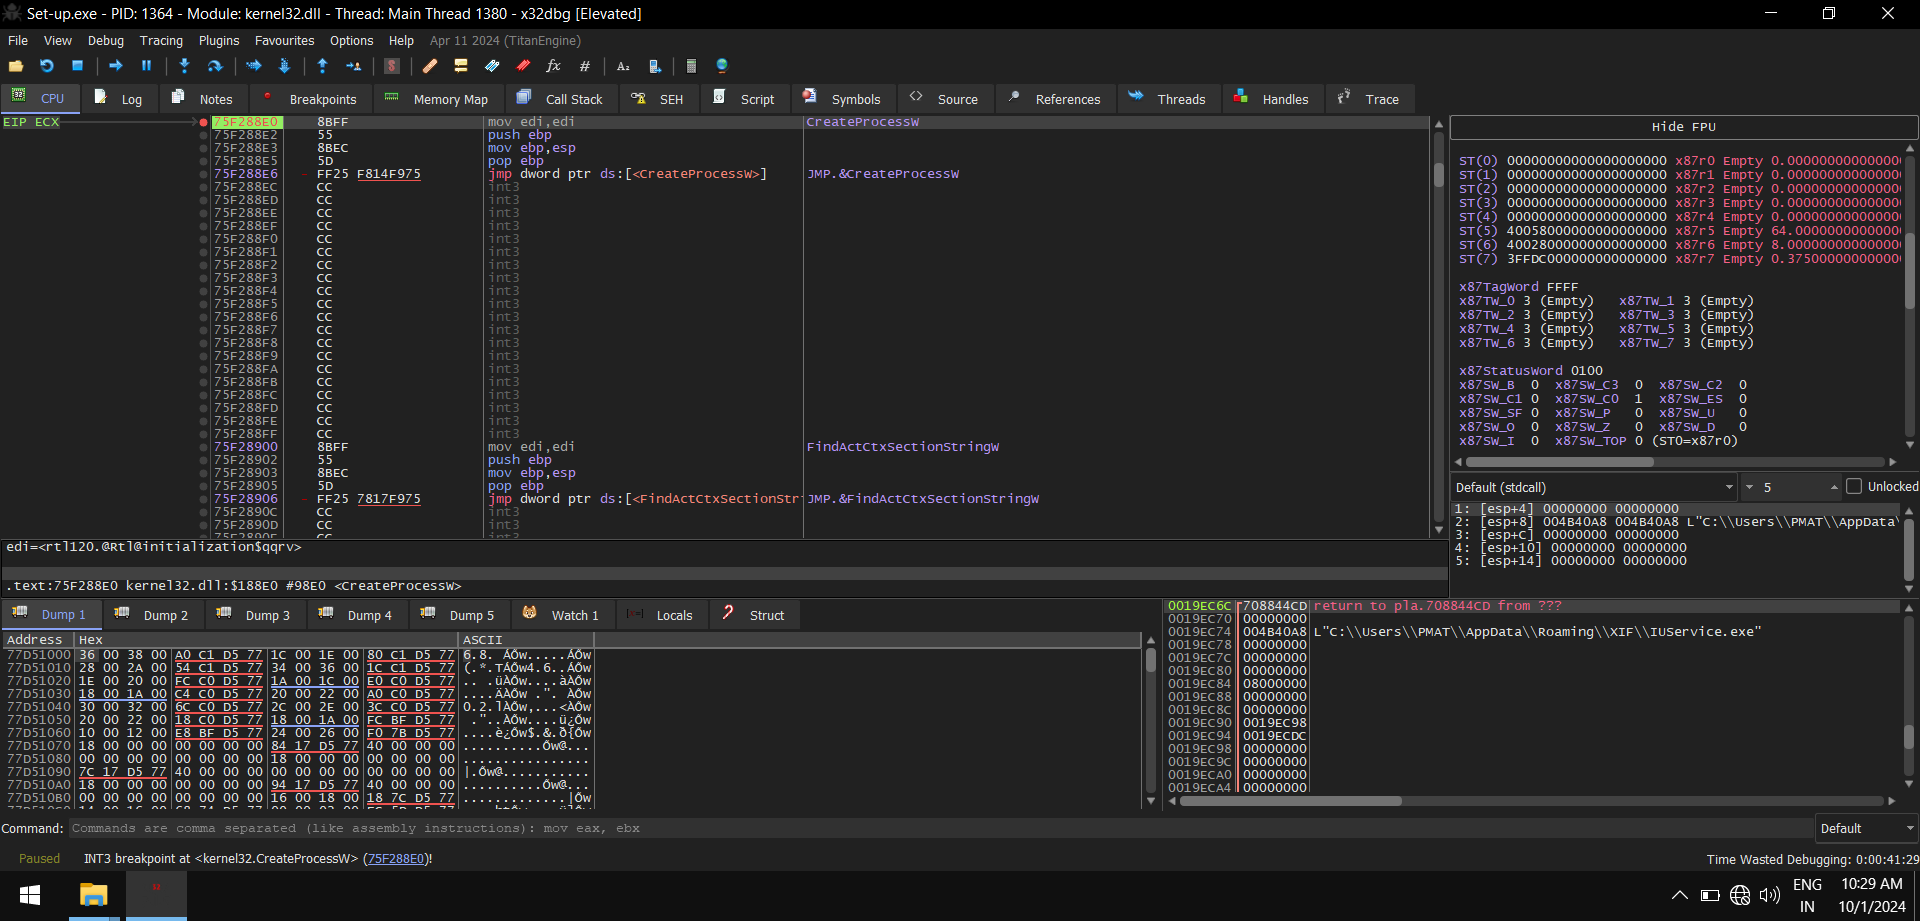 Set-up.exe - PID: 1364 - Module: kernel32.dll - Thread: Main Thread 1380 - x32dbg [Elevated]
File View Debug Tracing Plugins Favourites Options Help Apr 11 2024 (TitanEngine)
CPU Log Notes Breakpoints Memory Map Call Stack SEH Script Symbols Source References Threads Handles Trace
EIP ECX 75F288E0 8BFF mov edi,edi CreateProcessW
75F288E2 55 push ebp
75F288E3 8BEC mov ebp,esp
75F288E5 5D pop ebp
75F288E6 FF25 F814F975 jmp dword ptr ds:[<CreateProcessW>] JMP.&CreateProcessW
75F288EC CC int3
75F288ED CC int3
75F288EE CC int3
75F288EF CC int3
75F288F0 CC int3
75F288F1 CC int3
75F288F2 CC int3
75F288F3 CC int3
75F288F4 CC int3
75F288F5 CC int3
75F288F6 CC int3
75F288F7 CC int3
75F288F8 CC int3
75F288F9 CC int3
75F288FA CC int3
75F288FB CC int3
75F288FC CC int3
75F288FD CC int3
75F288FE CC int3
75F288FF CC int3
75F28900 8BFF mov edi,edi FindActCtxSectionStringW
75F28902 55 push ebp
75F28903 8BEC mov ebp,esp
75F28905 5D pop ebp
75F28906 FF25 7817F975 jmp dword ptr ds:[<FindActCtxSectionStr JMP.&FindActCtxSectionStringW
75F2890C CC int3
75F2890D CC int3
edi=<rtl120.@Rtl@initialization$qqrv>
.text:75F288E0 kernel32.dll:$188E0 #98E0 <CreateProcessW>
Hide FPU
ST(0) 00000000000000000000 x87r0 Empty 0.000000000000000
ST(1) 00000000000000000000 x87r1 Empty 0.000000000000000
ST(2) 00000000000000000000 x87r2 Empty 0.000000000000000
ST(3) 00000000000000000000 x87r3 Empty 0.000000000000000
ST(4) 00000000000000000000 x87r4 Empty 0.000000000000000
ST(5) 40058000000000000000 x87r5 Empty 64.00000000000000
ST(6) 40028000000000000000 x87r6 Empty 8.000000000000000
ST(7) 3FFDC000000000000000 x87r7 Empty 0.375000000000000
x87TagWord FFFF
x87TW_0 3 (Empty) x87TW_1 3 (Empty)
x87TW_2 3 (Empty) x87TW_3 3 (Empty)
x87TW_4 3 (Empty) x87TW_5 3 (Empty)
x87TW_6 3 (Empty) x87TW_7 3 (Empty)
x87StatusWord 0100
x87SW_B 0 x87SW_C3 0 x87SW_C2 0
x87SW_C1 0 x87SW_C0 1 x87SW_ES 0
x87SW_SF 0 x87SW_P 0 x87SW_U 0
x87SW_O 0 x87SW_Z 0 x87SW_D 0
x87SW_I 0 x87SW_TOP 0 (ST0=x87r0)
Default (stdcall) 5 Unlocked
1: [esp+4] 00000000 00000000
2: [esp+8] 004B40A8 004B40A8 L"C:\\Users\\PMAT\\AppData\
3: [esp+C] 00000000 00000000
4: [esp+10] 00000000 00000000
5: [esp+14] 00000000 00000000
Dump 1 Dump 2 Dump 3 Dump 4 Dump 5 Watch 1 Locals Struct
Address Hex ASCII
77D51000 36 00 38 00 A0 C1 D5 77 1C 00 1E 00 80 C1 D5 77 6.8. ÁÕw.....ÁÕw
77D51010 28 00 2A 00 54 C1 D5 77 34 00 36 00 1C C1 D5 77 (.*.TÁÕw4.6..ÁÕw
77D51020 1E 00 20 00 FC C0 D5 77 1A 00 1C 00 E0 C0 D5 77 .. .üÀÕw....àÀÕw
77D51030 18 00 1A 00 C4 C0 D5 77 20 00 22 00 A0 C0 D5 77 ....ÄÀÕw .". ÀÕw
77D51040 30 00 32 00 6C C0 D5 77 2C 00 2E 00 3C C0 D5 77 0.2.lÀÕw,...<ÀÕw
77D51050 20 00 22 00 18 C0 D5 77 18 00 1A 00 FC BF D5 77 ."..ÀÕw....ü¿Õw
77D51060 10 00 12 00 E8 BF D5 77 24 00 26 00 F0 7B D5 77 ....è¿Õw$.&.ð{Õw
77D51070 18 00 00 00 00 00 00 00 84 17 D5 77 40 00 00 00 ..........Õw@...
77D51080 00 00 00 00 00 00 00 00 18 00 00 00 00 00 00 00 ................
77D51090 7C 17 D5 77 40 00 00 00 00 00 00 00 00 00 00 00 |.Õw@...........
77D510A0 18 00 00 00 00 00 00 00 94 17 D5 77 40 00 00 00 ..........Õw@...
77D510B0 00 00 00 00 00 00 00 00 16 00 18 00 18 7C D5 77 .............|Õw
0019EC6C 708844CD return to pla.708844CD from ???
0019EC70 00000000
0019EC74 004B40A8 L"C:\\Users\\PMAT\\AppData\\Roaming\\XIF\\IUService.exe"
0019EC78 00000000
0019EC7C 00000000
0019EC80 00000000
0019EC84 08000000
0019EC88 00000000
0019EC8C 00000000
0019EC90 0019EC98
0019EC94 0019ECDC
0019EC98 00000000
0019EC9C 00000000
0019ECA0 00000000
0019ECA4 00000000
Command: Commands are comma separated (like assembly instructions): mov eax, ebx Default
Paused INT3 breakpoint at <kernel32.CreateProcessW> (75F288E0)! Time Wasted Debugging: 0:00:41:29
ENG 10:29 AM
IN 10/1/2024